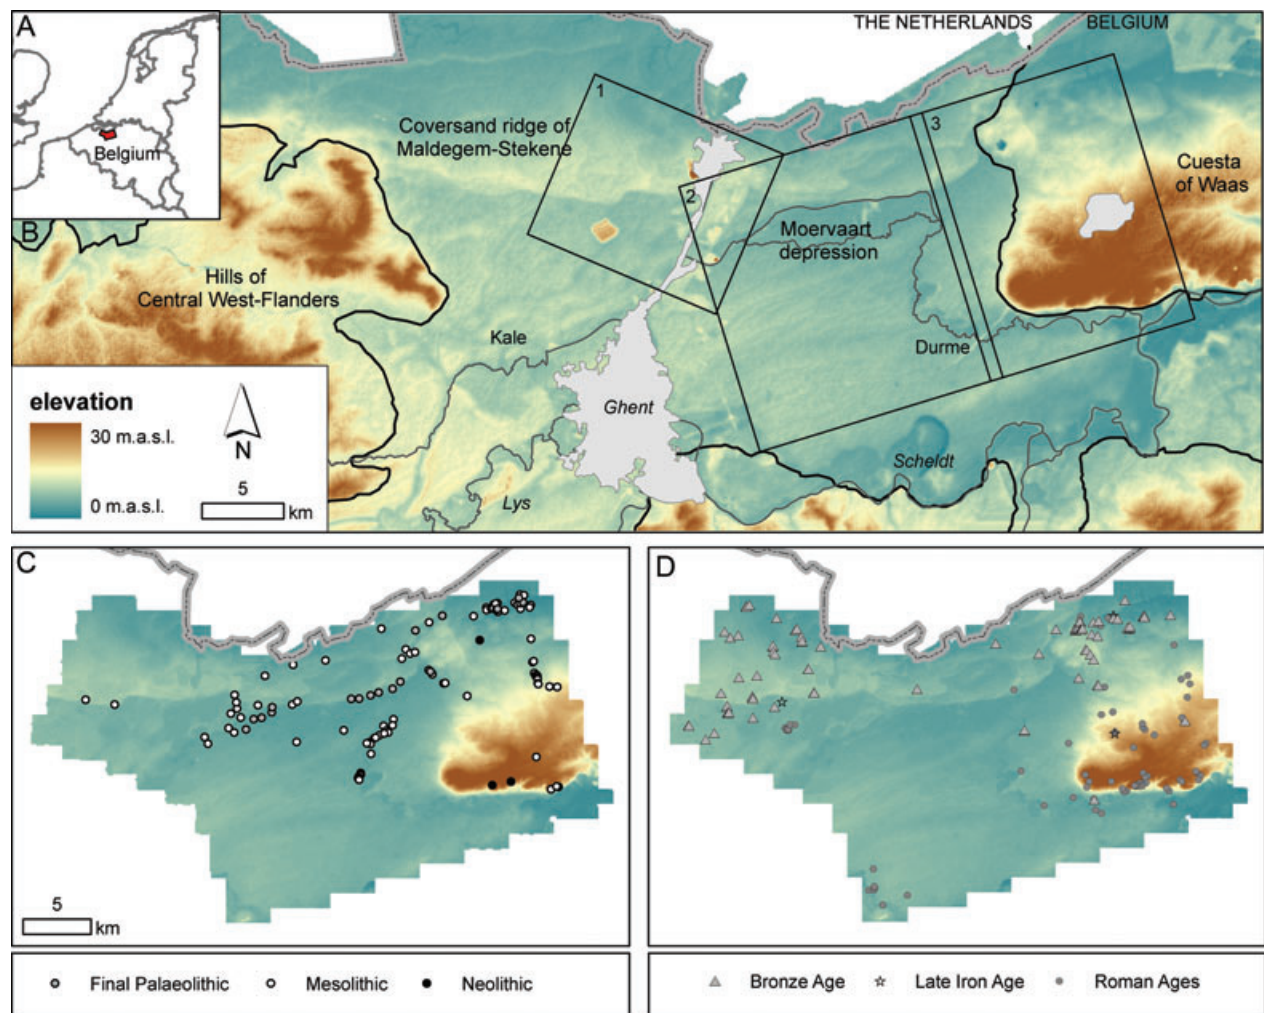 A
Belgium
B
THE NETHERLANDS
BELGIUM
1
2
3
Coversand ridge of
Maldegem-Stekene
Cuesta
of Waas
Moervaart
depression
Hills of
Central West-Flanders
Kale
Durme
Ghent
Scheldt
Lys
elevation
30 m.a.s.l.
0 m.a.s.l.
N
5
km
C
5
km
D
Final Palaeolithic
Mesolithic
Neolithic
Bronze Age
Late Iron Age
Roman Ages